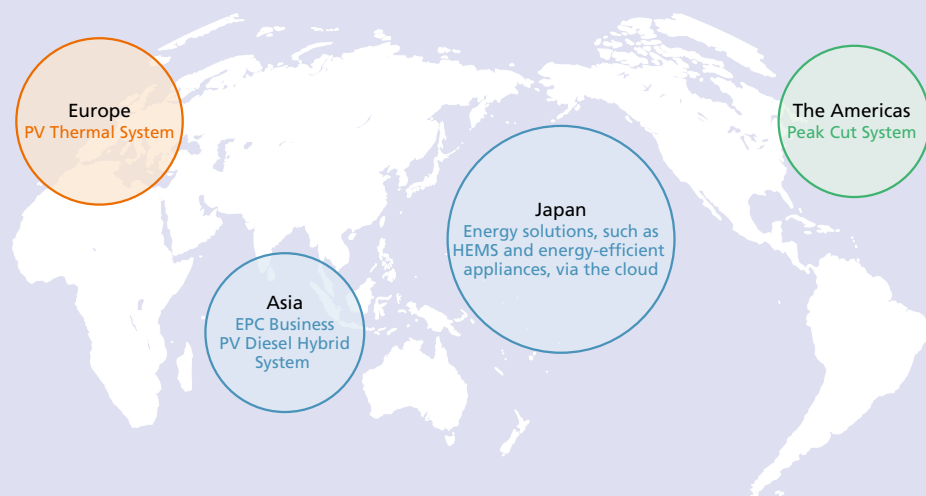 Europe
PV Thermal System
The Americas
Peak Cut System
Japan
Energy solutions, such as
HEMS and energy-efficient
appliances, via the cloud
Asia
EPC Business
PV Diesel Hybrid
System